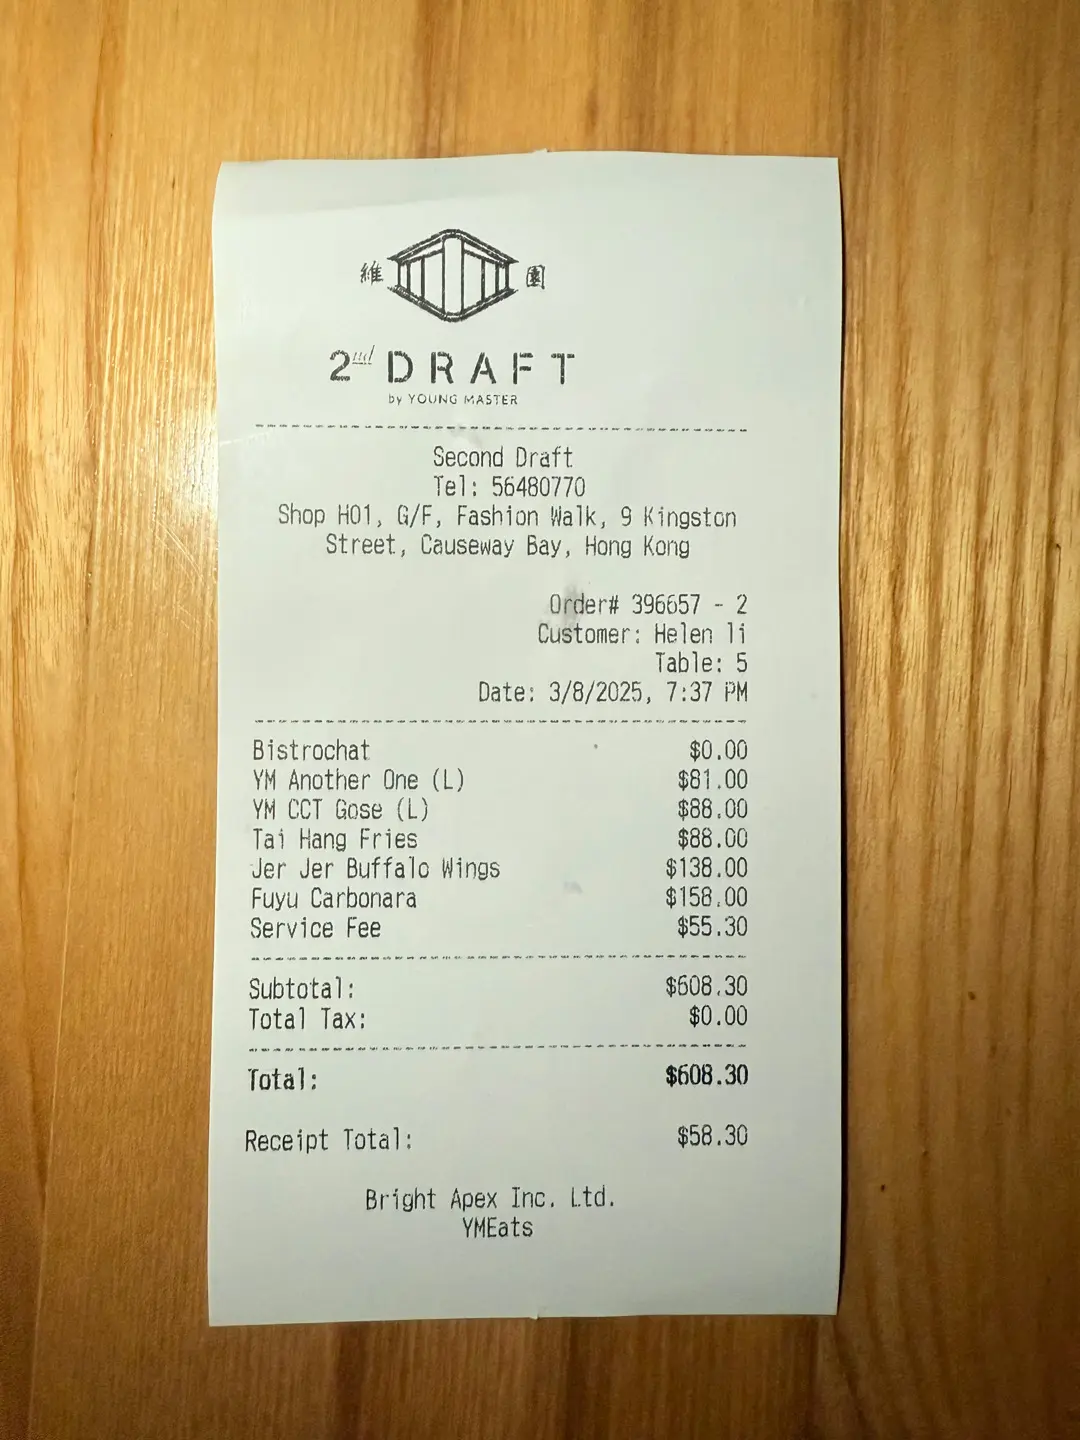 維 園
2nd DRAFT
by YOUNG MASTER
Second Draft
Tel: 56480770
Shop H01, G/F, Fashion Walk, 9 Kingston
Street, Causeway Bay, Hong Kong
Order# 396657 - 2
Customer: Helen li
Table: 5
Date: 3/8/2025, 7:37 PM
Bistrochat $0.00
YM Another One (L) $81.00
YM CCT Gose (L) $88.00
Tai Hang Fries $88.00
Jer Jer Buffalo Wings $138.00
Fuyu Carbonara $158.00
Service Fee $55.30
Subtotal: $608.30
Total Tax: $0.00
Total: $608.30
Receipt Total: $58.30
Bright Apex Inc. Ltd.
YMEats